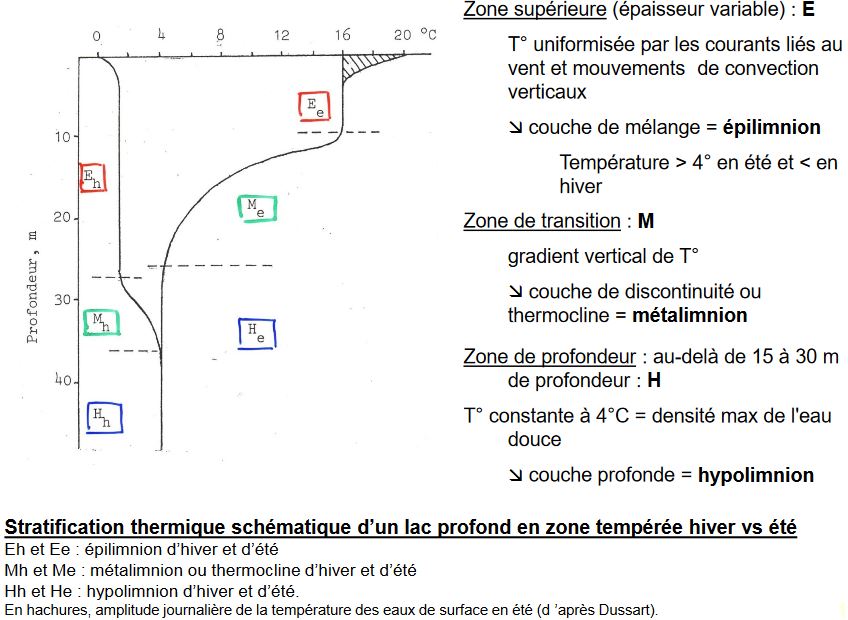 0 4 8 12 16 20 °C
10
20
30
40
Profondeur, m
Ee
Eh
Me
Mh
He
Hh
Zone supérieure (épaisseur variable) : E
T° uniformisée par les courants liés au
vent et mouvements de convection
verticaux
↘ couche de mélange = épilimnion
Température > 4° en été et < en
hiver
Zone de transition : M
gradient vertical de T°
↘ couche de discontinuité ou
thermocline = métalimnion
Zone de profondeur : au-delà de 15 à 30 m
de profondeur : H
T° constante à 4°C = densité max de l'eau
douce
↘ couche profonde = hypolimnion
Stratification thermique schématique d’un lac profond en zone tempérée hiver vs été
Eh et Ee : épilimnion d’hiver et d’été
Mh et Me : métalimnion ou thermocline d’hiver et d’été
Hh et He : hypolimnion d’hiver et d’été.
En hachures, amplitude journalière de la température des eaux de surface en été (d ’après Dussart).